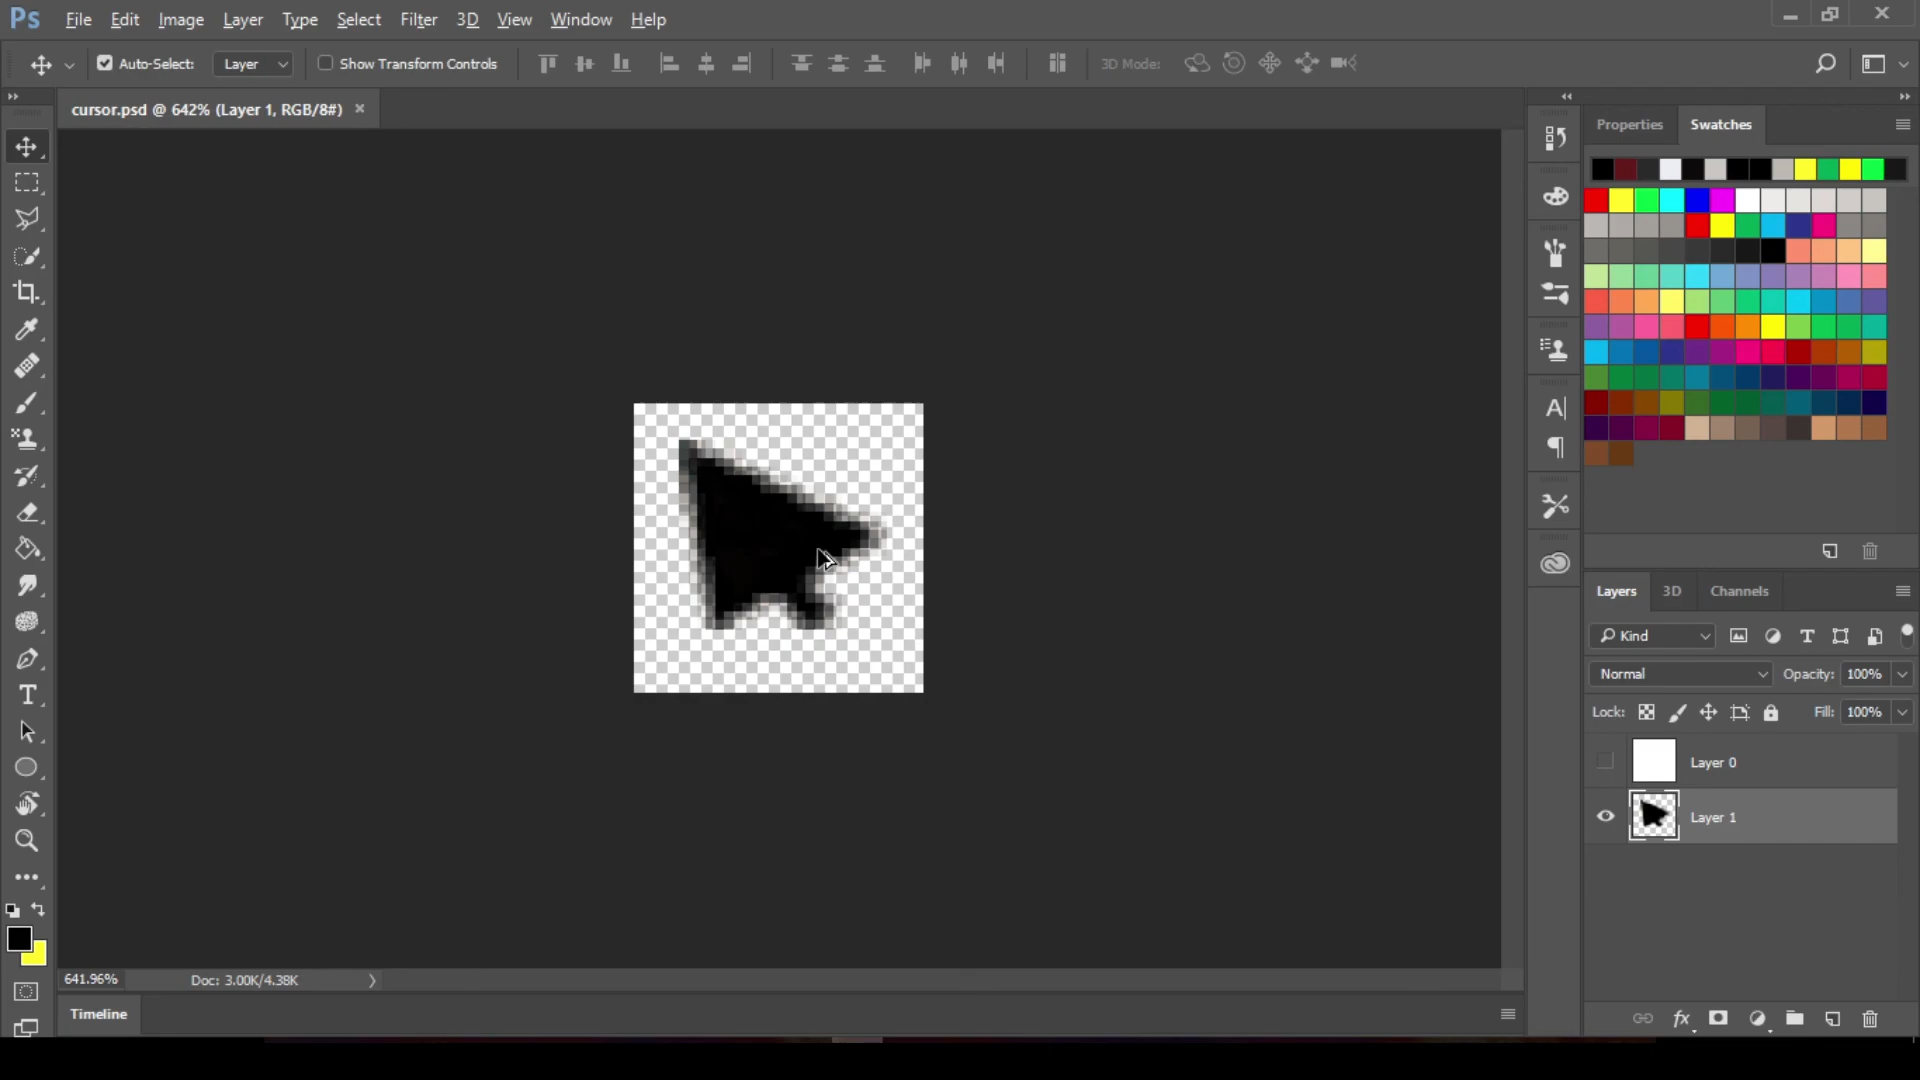 Ps File Edit Image Layer Type Select Filter 3D View Window Help
Auto-Select: Layer Show Transform Controls 3D Mode:
cursor.psd @ 642% (Layer 1, RGB/8#)
Properties Swatches
Layers 3D Channels
Kind
Normal Opacity: 100%
Lock: Fill: 100%
Layer 0
Layer 1
641.96% Doc: 3.00K/4.38K
Timeline